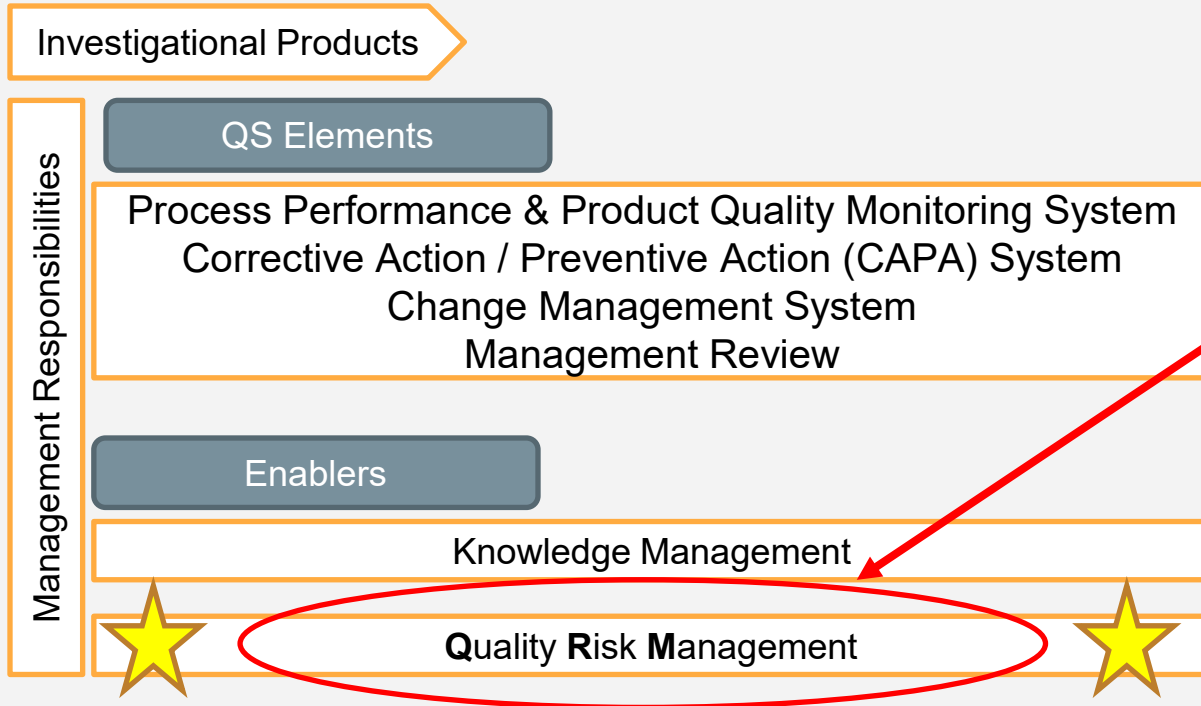 Investigational Products
Management Responsibilities
QS Elements
Process Performance & Product Quality Monitoring System
Corrective Action / Preventive Action (CAPA) System
Change Management System
Management Review
Enablers
Knowledge Management
Quality Risk Management